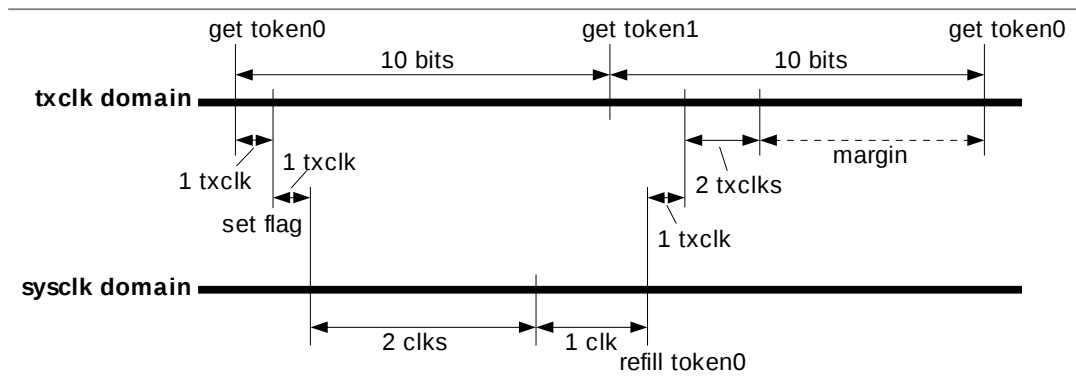 get token0
get token1
get token0
10 bits
10 bits
txclk domain
1 txclk
1 txclk
set flag
2 txclks
margin
1 txclk
sysclk domain
2 clks
1 clk
refill token0